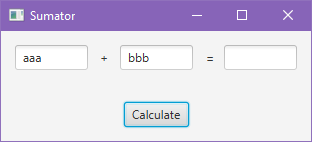 Sumator
aaa + bbb =
Calculate